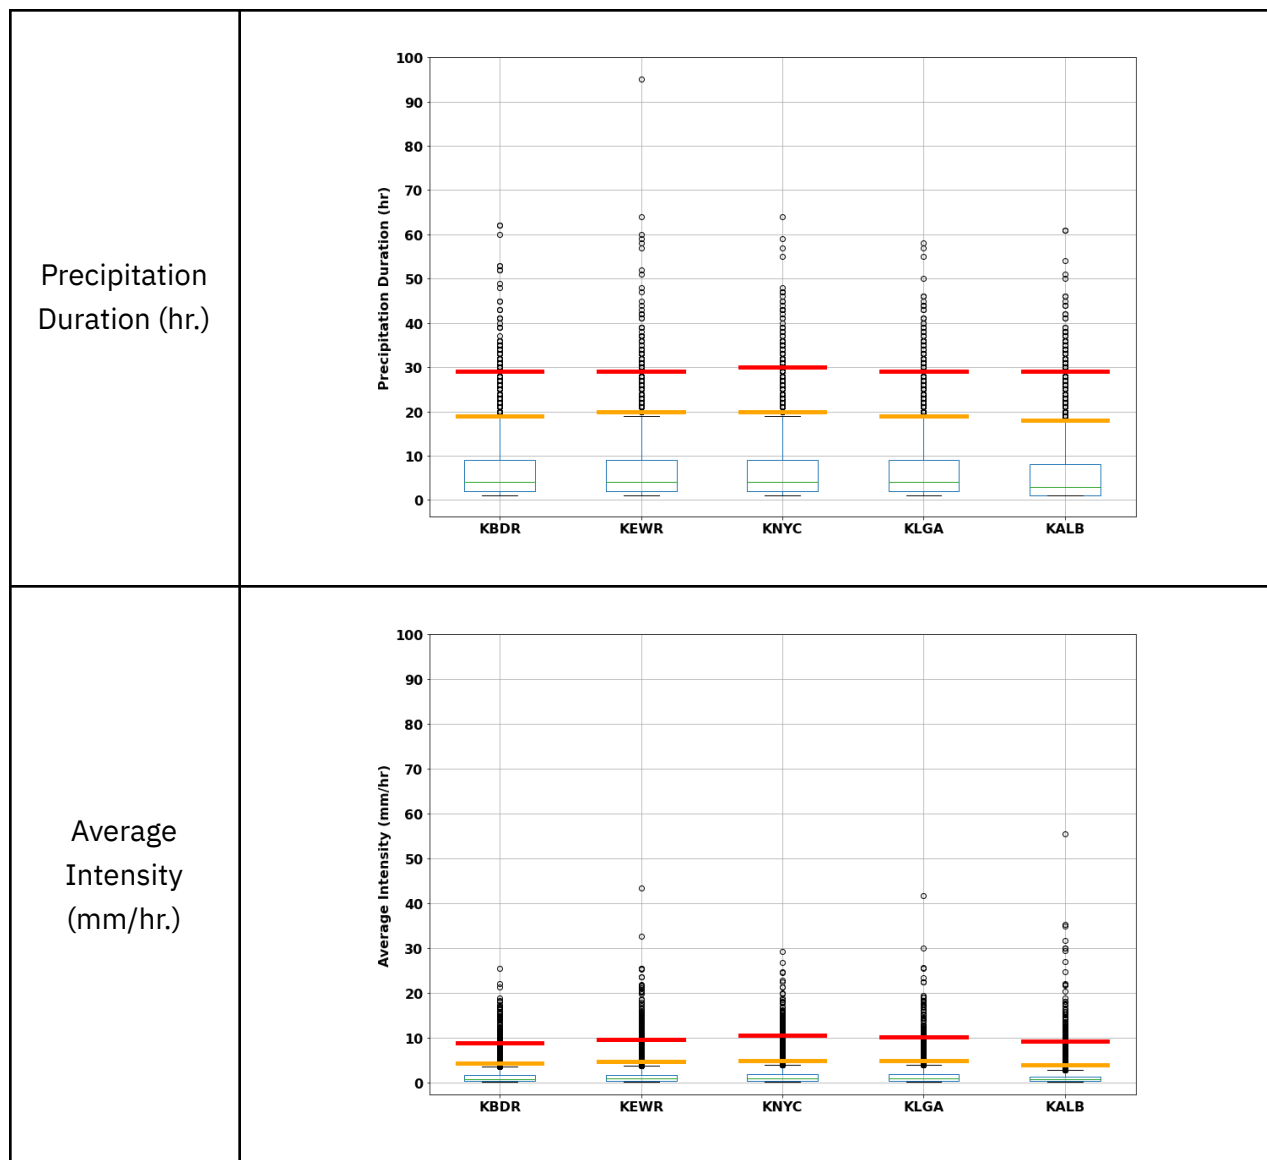 Precipitation
Duration (hr.)
Precipitation Duration (hr)
100
90
80
70
60
50
40
30
20
10
0
KBDR KEWR KNYC KLGA KALB
Average
Intensity
(mm/hr.)
Average Intensity (mm/hr)
100
90
80
70
60
50
40
30
20
10
0
KBDR KEWR KNYC KLGA KALB